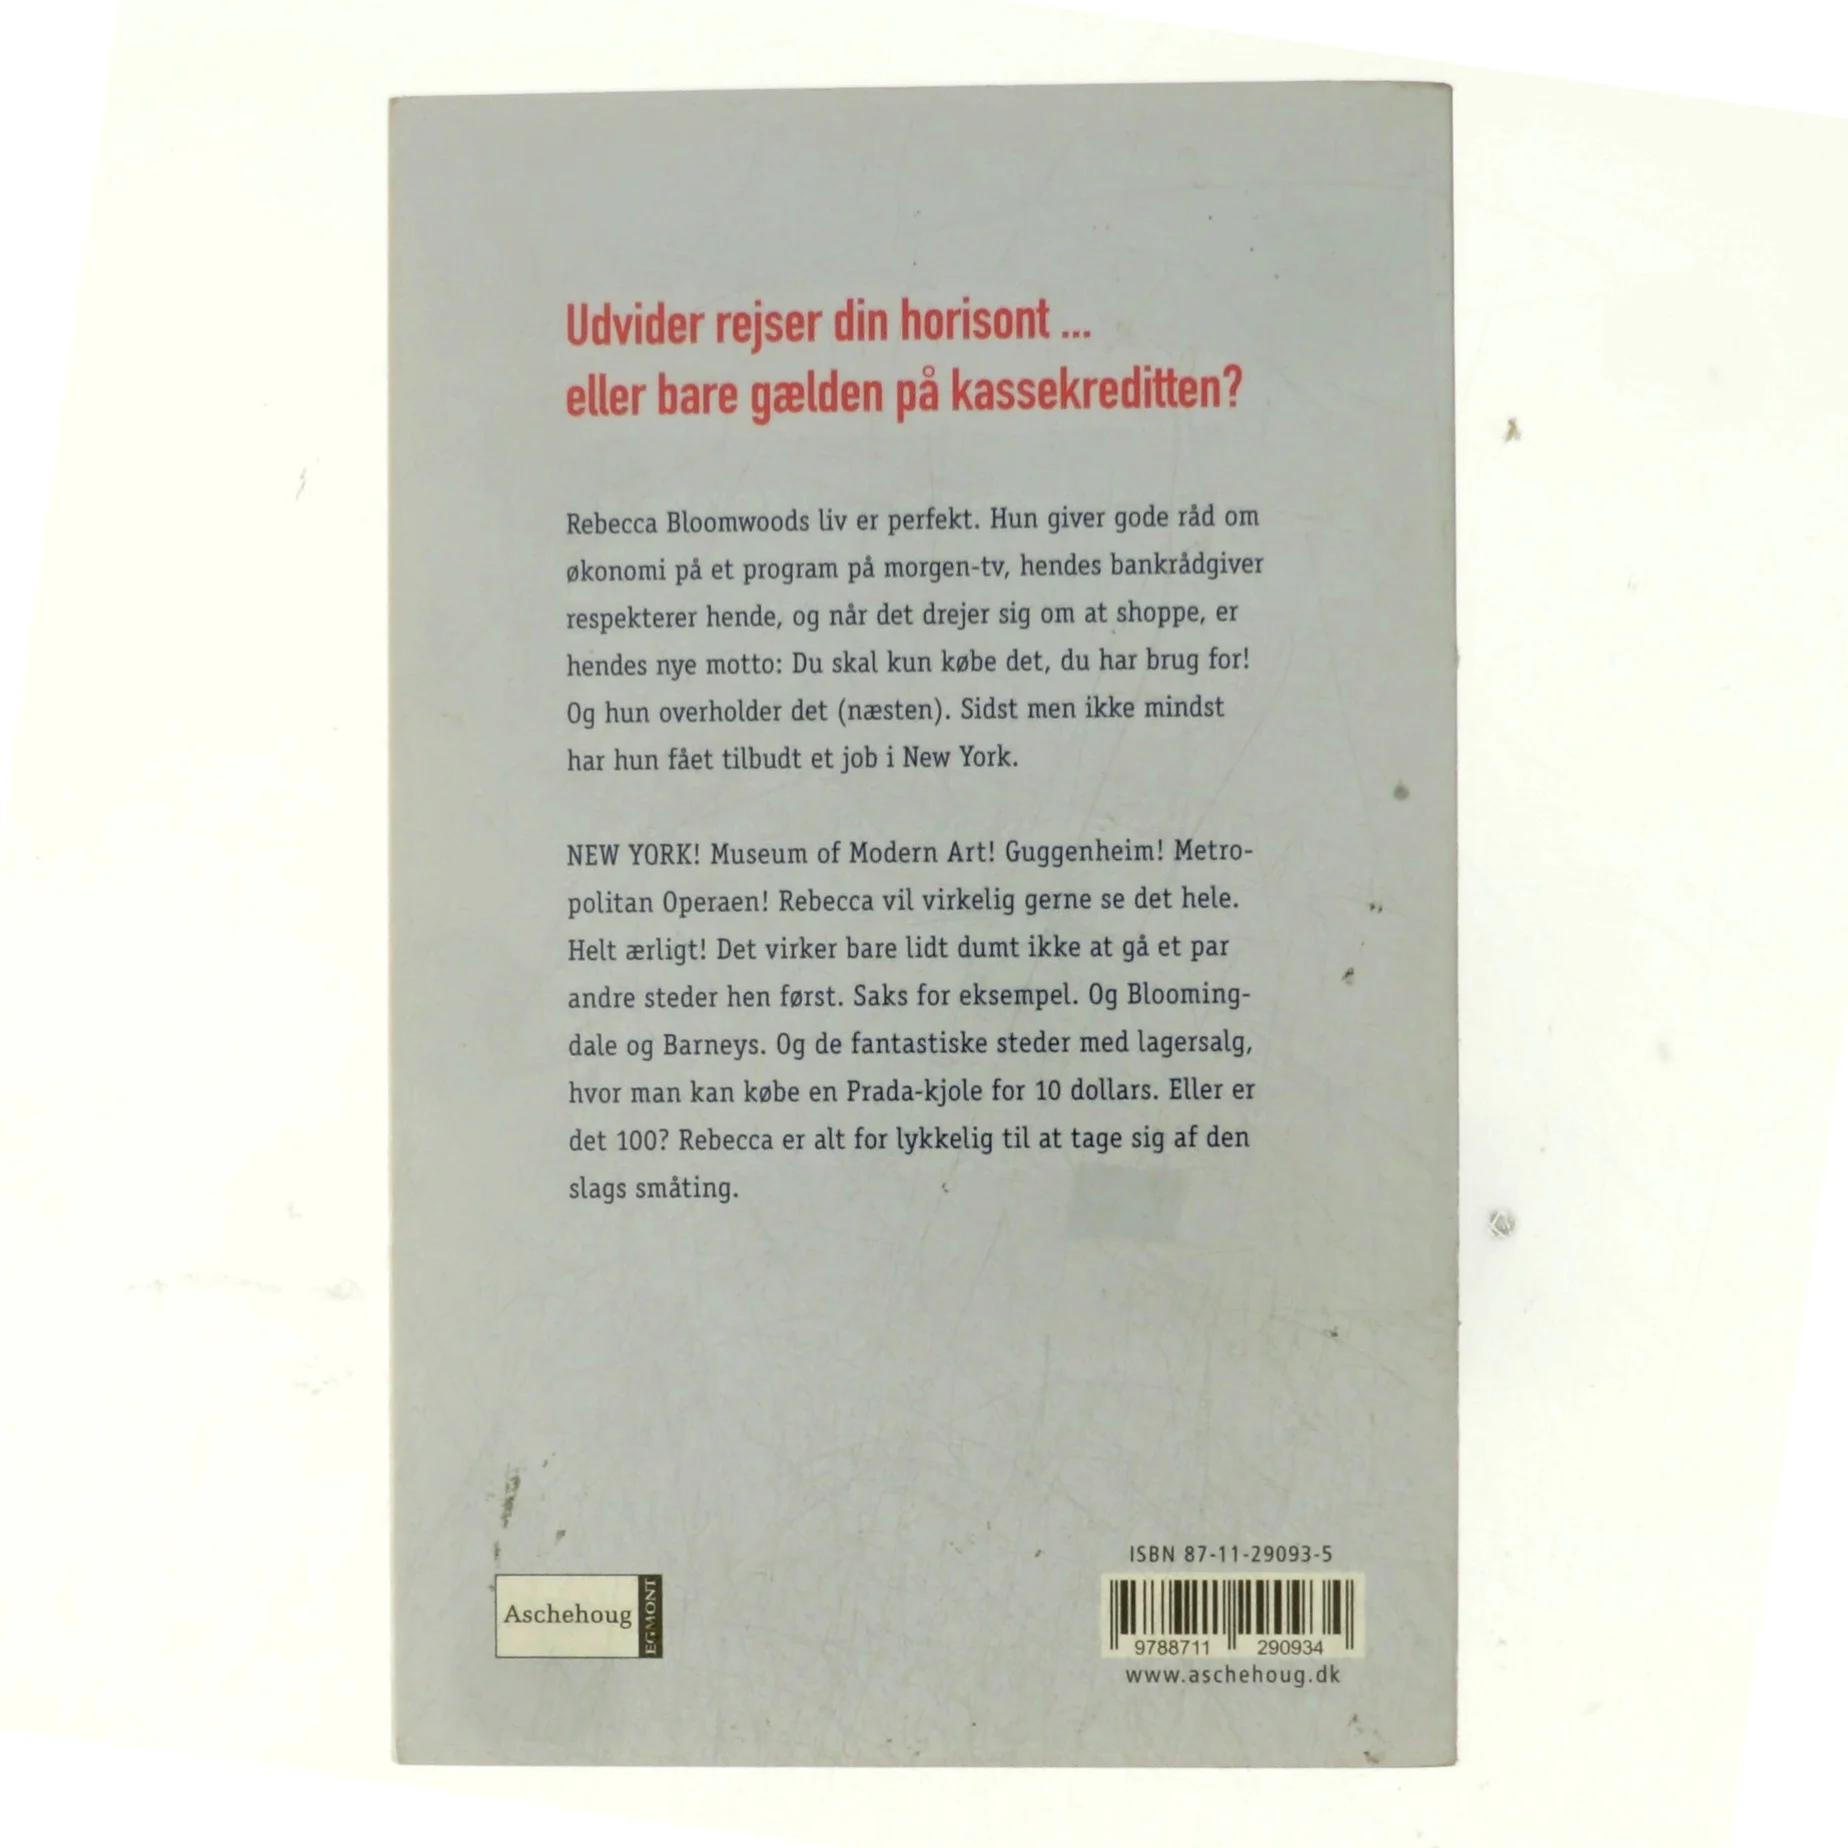 Udvider rejser din horisont ...
eller bare gælden på kassekreditten?
Rebecca Bloomwoods liv er perfekt. Hun giver gode råd om
økonomi på et program på morgen-tv, hendes bankrådgiver
respekterer hende, og når det drejer sig om at shoppe, er
hendes nye motto: Du skal kun købe det, du har brug for!
Og hun overholder det (næsten). Sidst men ikke mindst
har hun fået tilbudt et job i New York.
NEW YORK! Museum of Modern Art! Guggenheim! Metro-
politan Operaen! Rebecca vil virkelig gerne se det hele.
Helt ærligt! Det virker bare lidt dumt ikke at gå et par
andre steder hen først. Saks for eksempel. Og Blooming-
dale og Barneys. Og de fantastiske steder med lagersalg,
hvor man kan købe en Prada-kjole for 10 dollars. Eller er
det 100? Rebecca er alt for lykkelig til at tage sig af den
slags småting.
Aschehoug
EGMONT
ISBN 87-11-29093-5
9788711 290934
www.aschehoug.dk